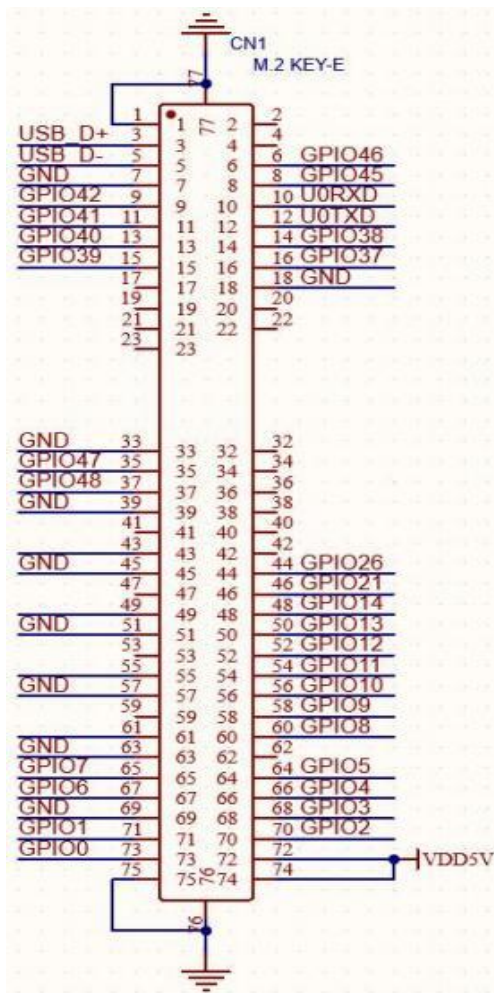 CN1
M.2 KEY-E
77
1 1 77 2 2
USB_D+ 3 3 4 4
USB_D- 5 5 6 6 GPIO46
GND 7 7 8 8 GPIO45
GPIO42 9 9 10 10 U0RXD
GPIO41 11 11 12 12 U0TXD
GPIO40 13 13 14 14 GPIO38
GPIO39 15 15 16 16 GPIO37
17 17 18 18 GND
19 19 20 20
21 21 22 22
23 23
GND 33 33 32 32
GPIO47 35 35 34 34
GPIO48 37 37 36 36
GND 39 39 38 38
41 41 40 40
43 43 42 42
GND 45 45 44 44 GPIO26
47 47 46 46 GPIO21
49 49 48 48 GPIO14
GND 51 51 50 50 GPIO13
53 53 52 52 GPIO12
55 55 54 54 GPIO11
GND 57 57 56 56 GPIO10
59 59 58 58 GPIO9
61 61 60 60 GPIO8
GND 63 63 62 62
GPIO7 65 65 64 64 GPIO5
GPIO6 67 67 66 66 GPIO4
GND 69 69 68 68 GPIO3
GPIO1 71 71 70 70 GPIO2
GPIO0 73 73 72 72 VDD5V
75 75 76 74 74
76